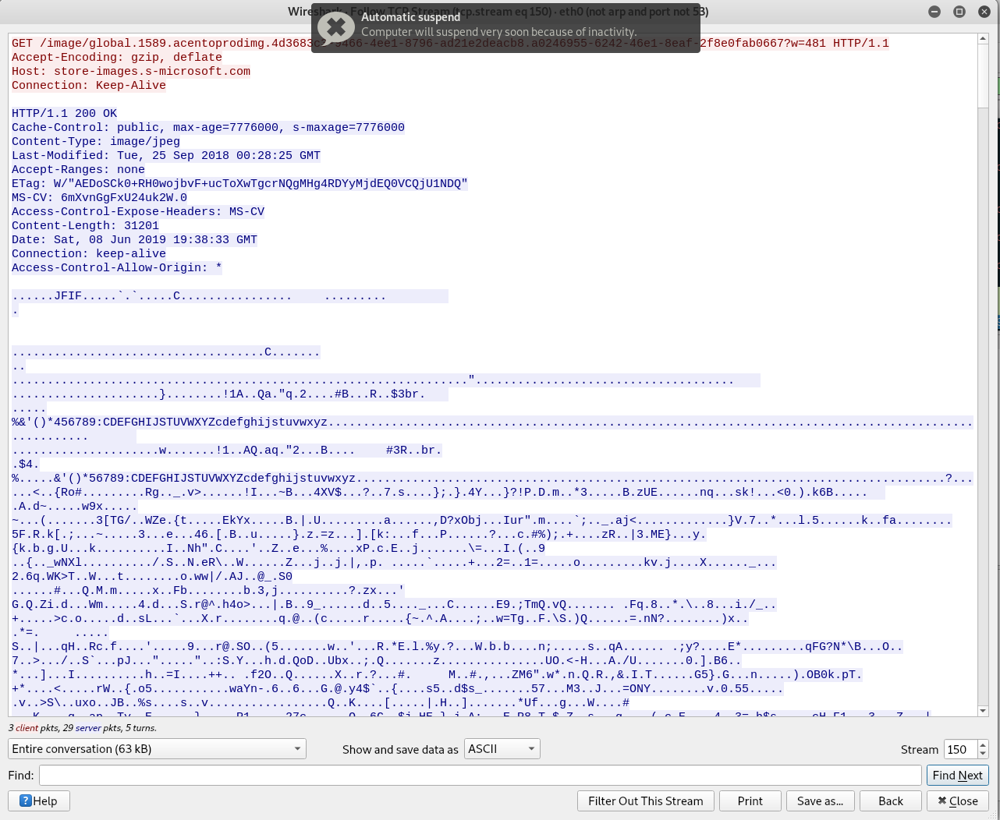 Wireshark · Follow TCP Stream (tcp.stream eq 150) · eth0 (not arp and port not 53)
Automatic suspend
Computer will suspend very soon because of inactivity.
GET /image/global.1589.acentoprodimg.4d3683c 5466-4ee1-8796-ad21e2deacb8.a0246955-6242-46e1-8eaf-2f8e0fab0667?w=481 HTTP/1.1
Accept-Encoding: gzip, deflate
Host: store-images.s-microsoft.com
Connection: Keep-Alive
HTTP/1.1 200 OK
Cache-Control: public, max-age=7776000, s-maxage=7776000
Content-Type: image/jpeg
Last-Modified: Tue, 25 Sep 2018 00:28:25 GMT
Accept-Ranges: none
ETag: W/"AEDoSCk0+RH0wojbvF+ucToXwTgcrNQgMHg4RDYyMjdEQ0VCQjU1NDQ"
MS-CV: 6mXvnGgFxU24uk2W.0
Access-Control-Expose-Headers: MS-CV
Content-Length: 31201
Date: Sat, 08 Jun 2019 19:38:33 GMT
Connection: keep-alive
Access-Control-Allow-Origin: *
......JFIF.....`.`.....C................ .........
.
....................................C.......
..
.................................................................".....................................
.....................}........!1A..Qa."q.2....#B...R..$3br.
.....
%&'()*456789:CDEFGHIJSTUVWXYZcdefghijstuvwxyz............................................................................................
...........
.....................w.......!1..AQ.aq."2...B.... #3R..br.
.$4.
%.....&'()*56789:CDEFGHIJSTUVWXYZcdefghijstuvwxyz....................................................................................?...
...<..{Ro#.........Rg.._.v>......!I...~B...4XV$...?..7.s....};.}.4Y...}?!P.D.m..*3.....B.zUE......nq...sk!...<0.).k6B.....
.A.d~.....w9x.....
~...(.......3[TG/..WZe.{t.....EkYx.....B.|.U.........a......,D?xObj...Iur".m....`;.._.aj<.............}V.7..*...l.5......k..fa........
5F.R.k[.;...~.....3...e...46.[.B..u.....}.z.=z...].[k:...f...P......?...c.#%);.+....zR..|3.ME}...y.
{k.b.g.U...k..........I..Nh".C....'..Z..e...%....xP.c.E..j.......\=...I.(..9
..{.._wNXl........../.S..N.eR\..W......Z...j..j.|,.p. .....`.....+...2=..1=.....o.........kv.j....X......_...
2.6q.WK>T..W...t........o.ww|/.AJ..@_.S0
......#...Q.M.m.....x..Fb........b.3,j..........?.zx...'
G.Q.Zi.d...Wm.....4.d...S.r@^.h4o>...|.B..9_......d..5...._...C......E9.;TmQ.vQ....... .Fq.8..*.\..8...i./_..
+.....>c.o.....d..sL...`...X.r........q.@..(c.....r.....{~.^.A....;..w=Tg..F.\S.)Q......=.nN?........)x..
.*=. .....
S..|...qH..Rc.f....'.....9...r@.SO..(5.......w..'...R.*E.l.%y.?...W.b.b....n;.....s..qA...... .;y?....E*.........qFG?N*\B...O..
7..>.../..S`...pJ..."....."..:S.Y...h.d.QoD..Ubx..;.Q.......z...............UO.<-H...A./U.......0.].B6..
*...]...I..........h..=I....++.. .f2O..Q......X..r.?...#. M..#.,...ZM6".w*.n.Q.R.,&.I.T......G5}.G...n.....).OB0k.pT.
+*....<.....rW..{.o5...........waYn-.6..6...G.@.y4$`..{....s5..d$s_.......57...M3..J...=ONY........v.0.55.....
.v..>S\..uxo..JB..%s....s..v.................Q..K....[.....|.H..].......*Uf...g...W....#
3 client pkts, 29 server pkts, 5 turns.
Entire conversation (63 kB)
Show and save data as ASCII
Stream 150
Find:
Find Next
Help
Filter Out This Stream
Print
Save as...
Back
Close